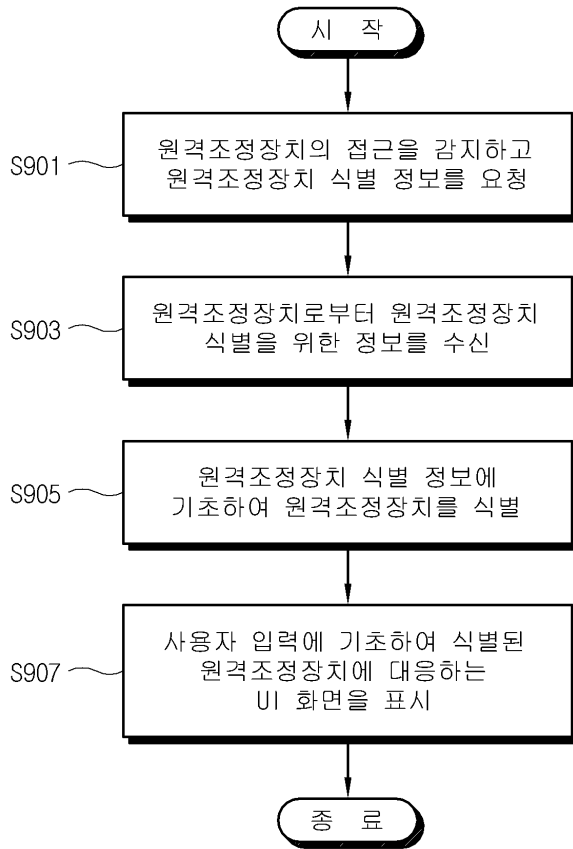 시 작
S901
원격조정장치의 접근을 감지하고
원격조정장치 식별 정보를 요청
S903
원격조정장치로부터 원격조정장치
식별을 위한 정보를 수신
S905
원격조정장치 식별 정보에
기초하여 원격조정장치를 식별
S907
사용자 입력에 기초하여 식별된
원격조정장치에 대응하는
UI 화면을 표시
종 료